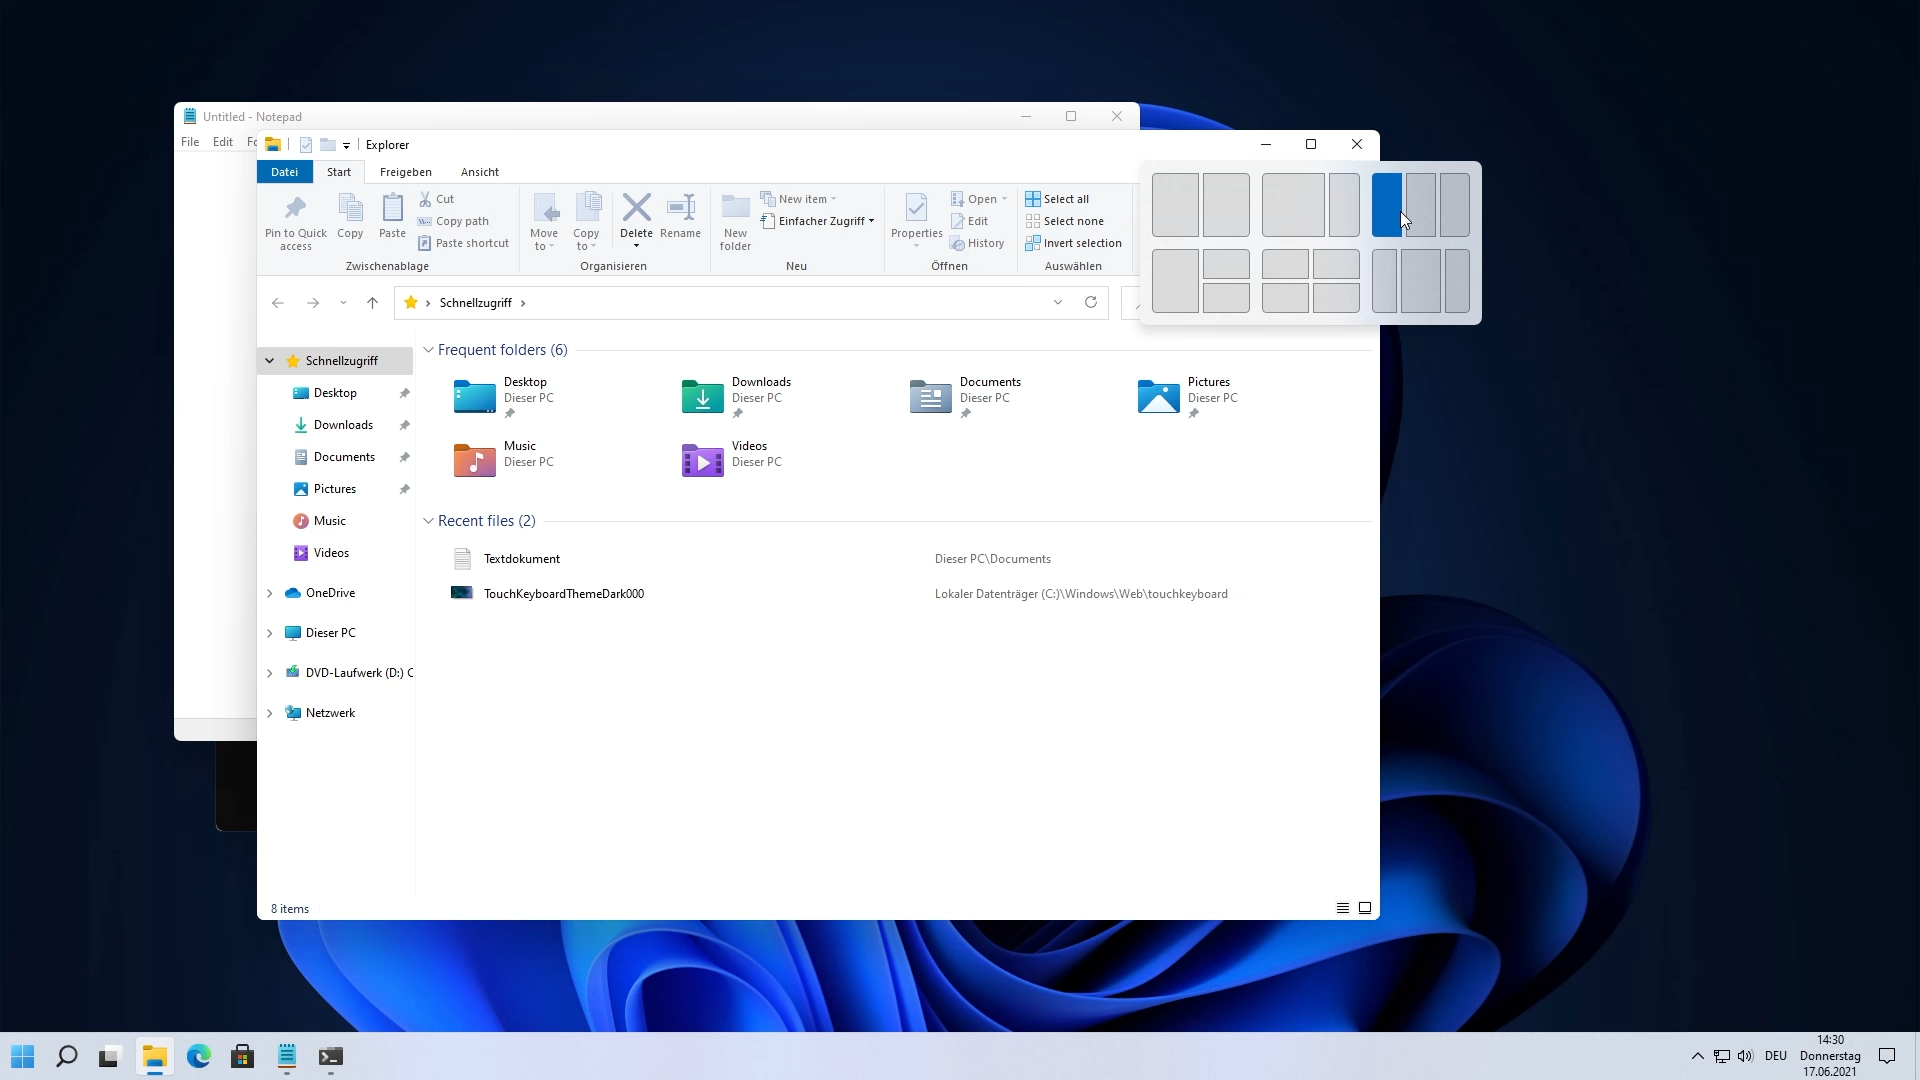 Untitled - Notepad
File Edit
Explorer
Datei Start Freigeben Ansicht
Pin to Quick access
Copy
Paste
Cut
Copy path
Paste shortcut
Zwischenablage
Move to
Copy to
Delete
Rename
Organisieren
New folder
New item
Einfacher Zugriff
Neu
Properties
Open
Edit
History
Öffnen
Select all
Select none
Invert selection
Auswählen
Schnellzugriff
Schnellzugriff
Desktop
Downloads
Documents
Pictures
Music
Videos
OneDrive
Dieser PC
DVD-Laufwerk (D:) C
Netzwerk
Frequent folders (6)
Desktop
Dieser PC
Downloads
Dieser PC
Documents
Dieser PC
Pictures
Dieser PC
Music
Dieser PC
Videos
Dieser PC
Recent files (2)
Textdokument Dieser PC\Documents
TouchKeyboardThemeDark000 Lokaler Datenträger (C:)\Windows\Web\touchkeyboard
8 items
DEU
14:30
Donnerstag
17.06.2021